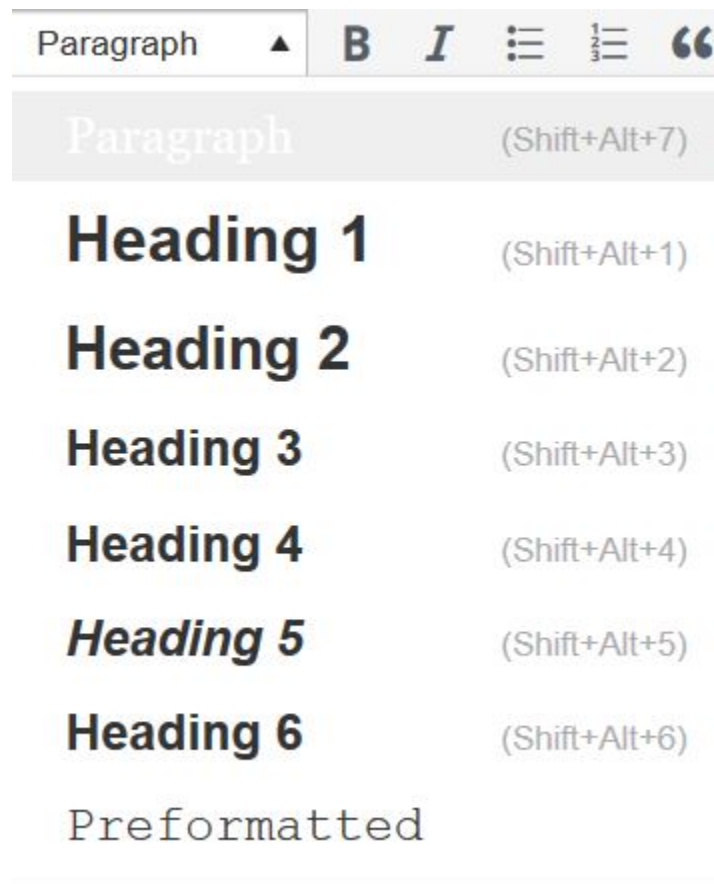 Paragraph B I
Paragraph (Shift+Alt+7)
Heading 1 (Shift+Alt+1)
Heading 2 (Shift+Alt+2)
Heading 3 (Shift+Alt+3)
Heading 4 (Shift+Alt+4)
Heading 5 (Shift+Alt+5)
Heading 6 (Shift+Alt+6)
Preformatted